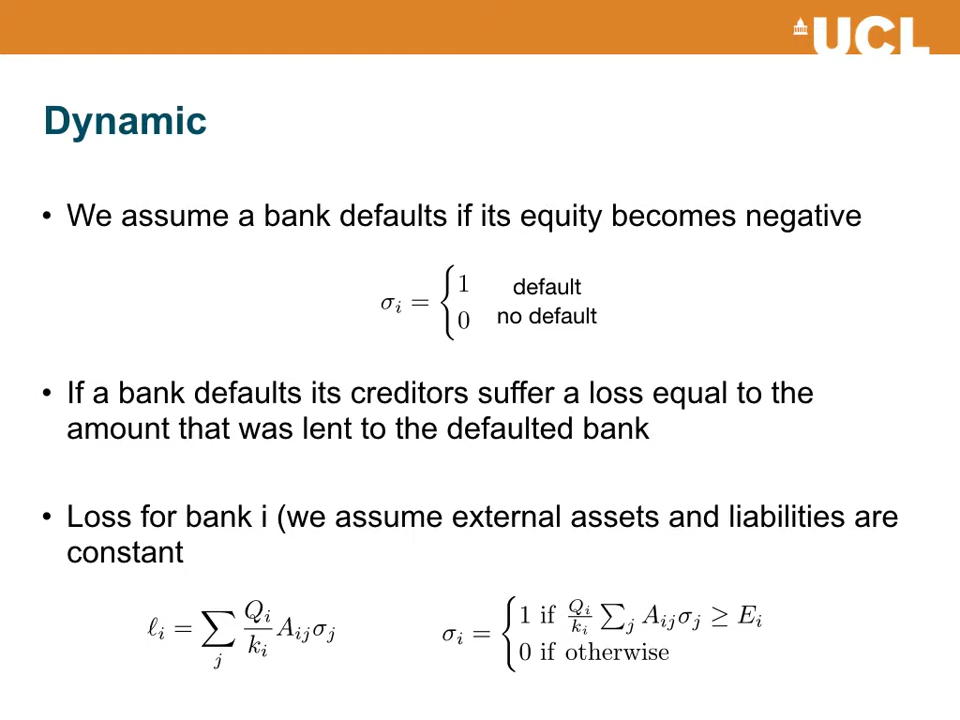 UCL
Dynamic
• We assume a bank defaults if its equity becomes negative
σ_i = { 1 default
0 no default
• If a bank defaults its creditors suffer a loss equal to the
amount that was lent to the defaulted bank
• Loss for bank i (we assume external assets and liabilities are
constant
ℓ_i = ∑_j Q_i/k_i A_ij σ_j
σ_i = { 1 if Q_i/k_i ∑_j A_ij σ_j ≥ E_i
0 if otherwise